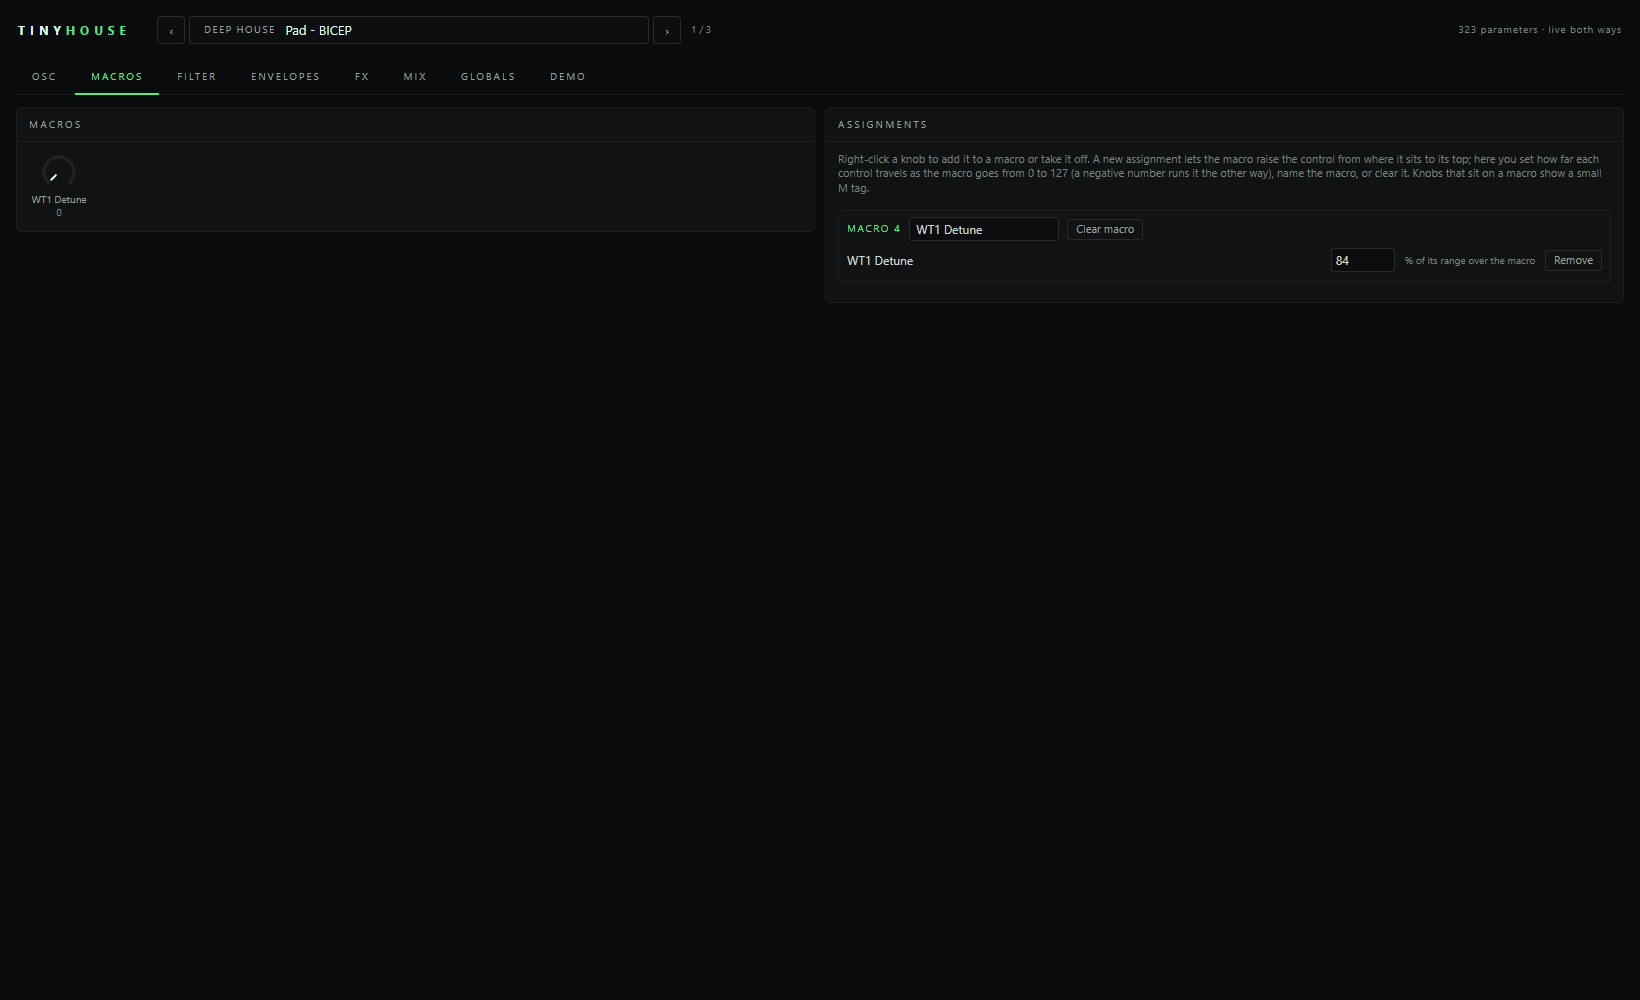 TINYHOUSE
‹
DEEP HOUSE Pad - BICEP
›
1 / 3
323 parameters · live both ways
OSC MACROS FILTER ENVELOPES FX MIX GLOBALS DEMO
MACROS
WT1 Detune
0
ASSIGNMENTS
Right-click a knob to add it to a macro or take it off. A new assignment lets the macro raise the control from where it sits to its top; here you set how far each
control travels as the macro goes from 0 to 127 (a negative number runs it the other way), name the macro, or clear it. Knobs that sit on a macro show a small
M tag.
MACRO 4 WT1 Detune Clear macro
WT1 Detune 84 % of its range over the macro Remove